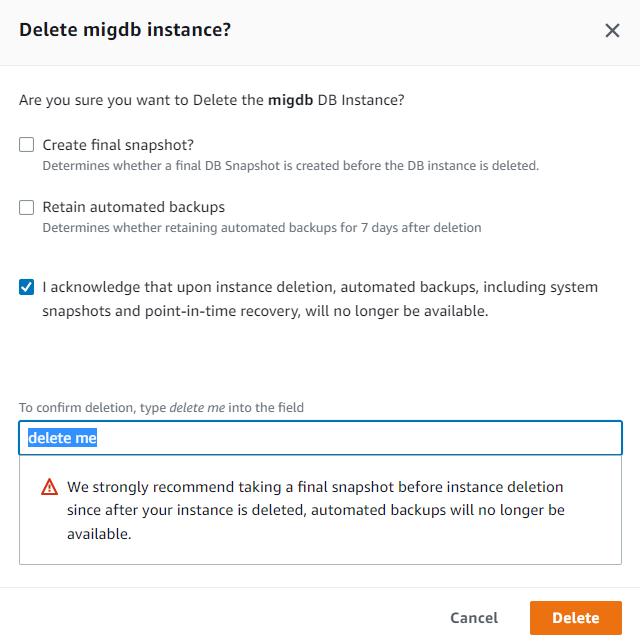 Delete migdb instance?
Are you sure you want to Delete the migdb DB Instance?
Create final snapshot?
Determines whether a final DB Snapshot is created before the DB instance is deleted.
Retain automated backups
Determines whether retaining automated backups for 7 days after deletion
I acknowledge that upon instance deletion, automated backups, including system
snapshots and point-in-time recovery, will no longer be available.
To confirm deletion, type delete me into the field
delete me
We strongly recommend taking a final snapshot before instance deletion
since after your instance is deleted, automated backups will no longer be
available.
Cancel
Delete